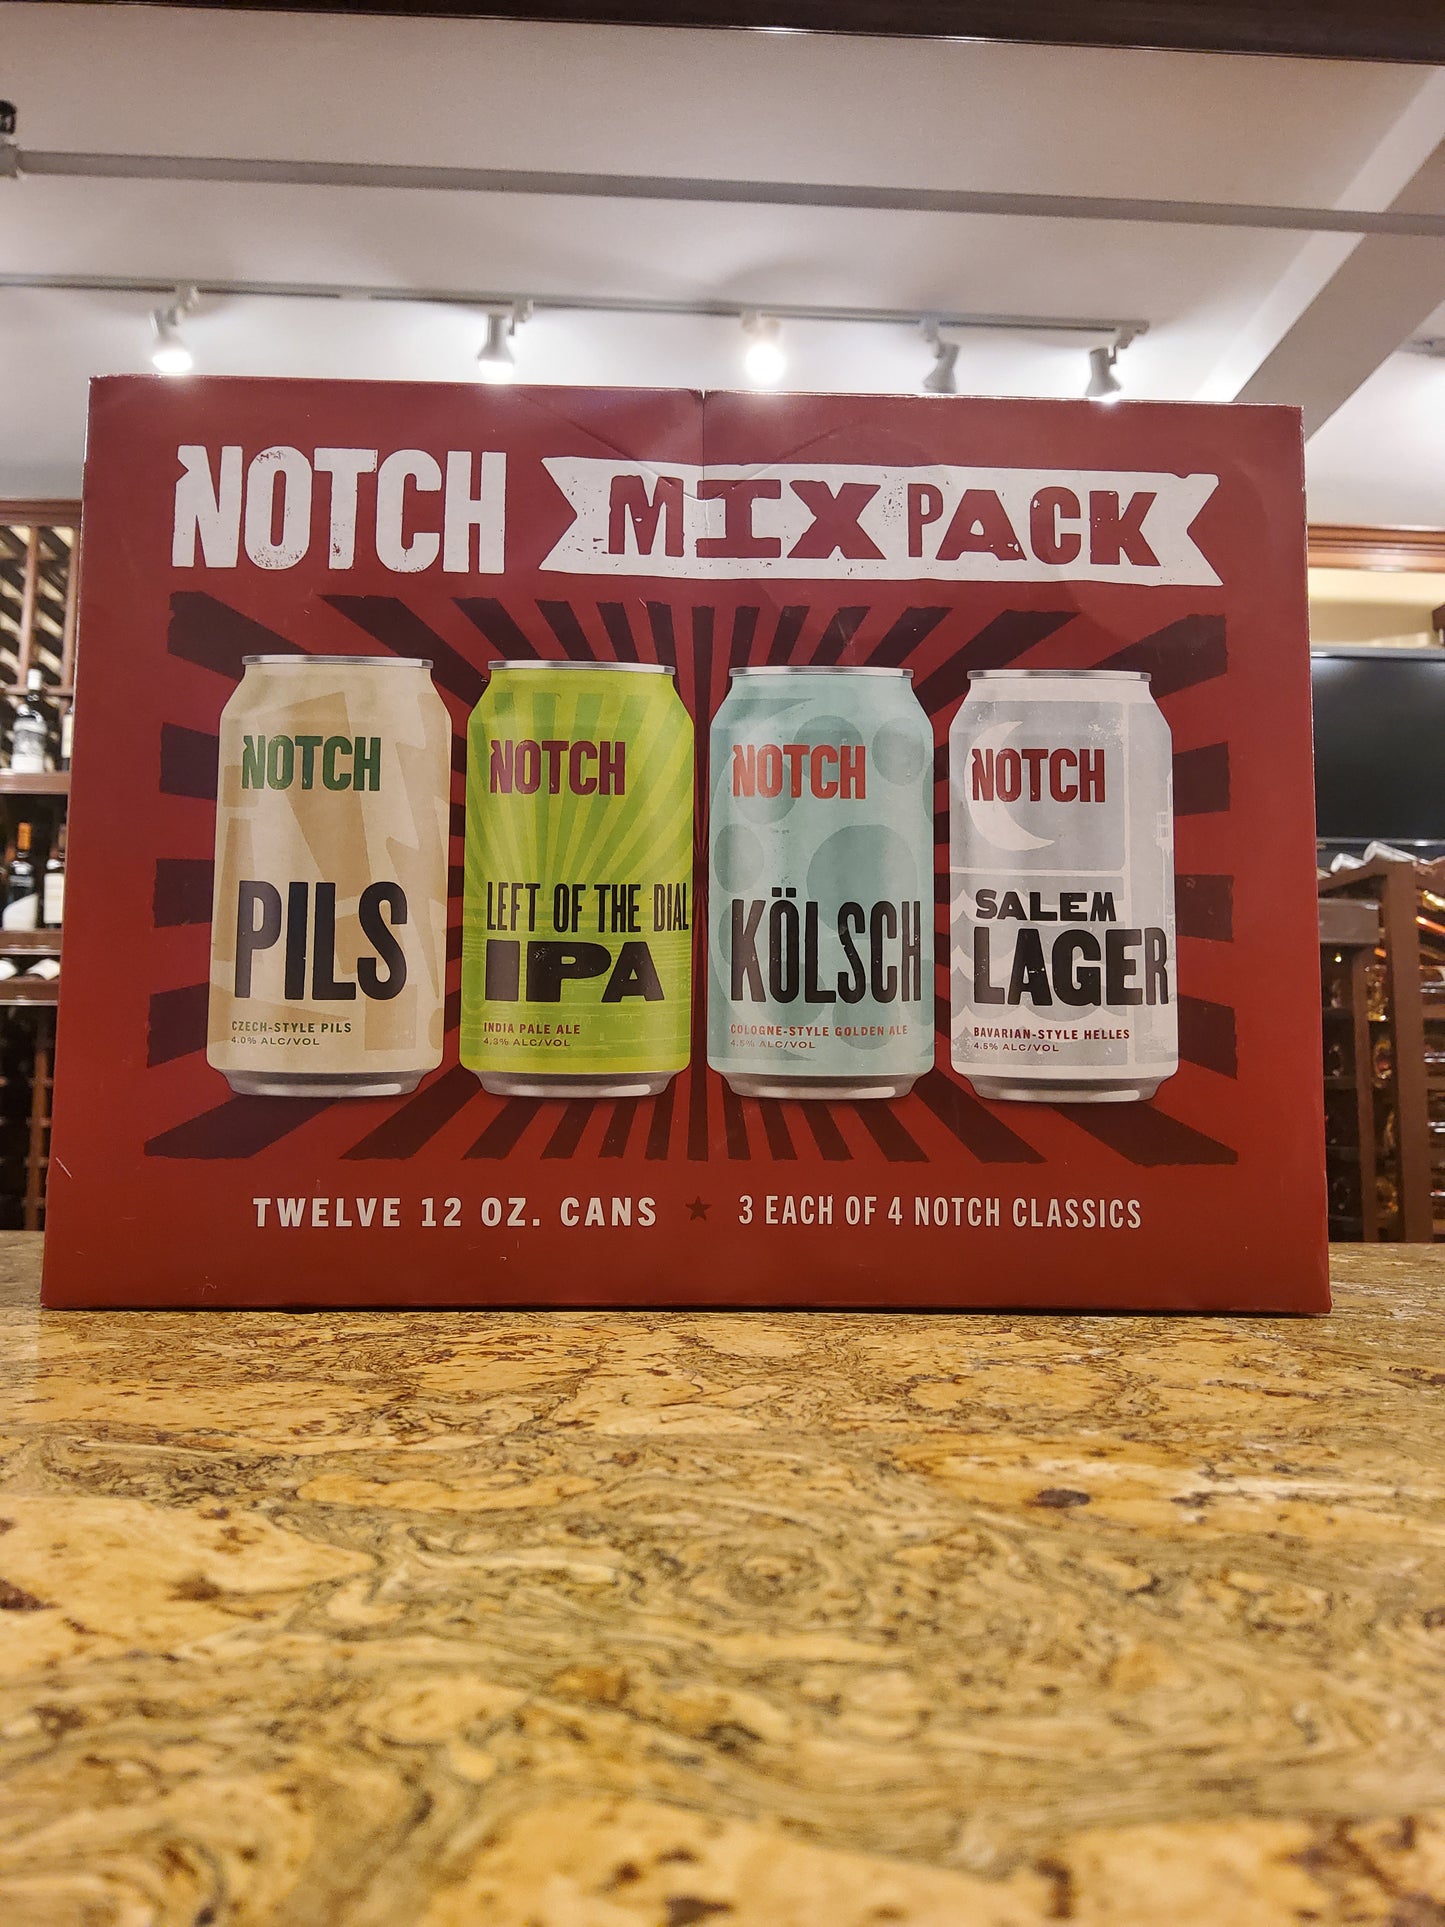 NOTCH MIXPACK
NOTCH
PILS
CZECH-STYLE PILS
4.0% ALC/VOL
NOTCH
LEFT OF THE DIAL
IPA
INDIA PALE ALE
4.3% ALC/VOL
NOTCH
KÖLSCH
COLOGNE-STYLE GOLDEN ALE
4.5% ALC/VOL
NOTCH
SALEM
LAGER
BAVARIAN-STYLE HELLES
4.5% ALC/VOL
TWELVE 12 OZ. CANS ★ 3 EACH OF 4 NOTCH CLASSICS